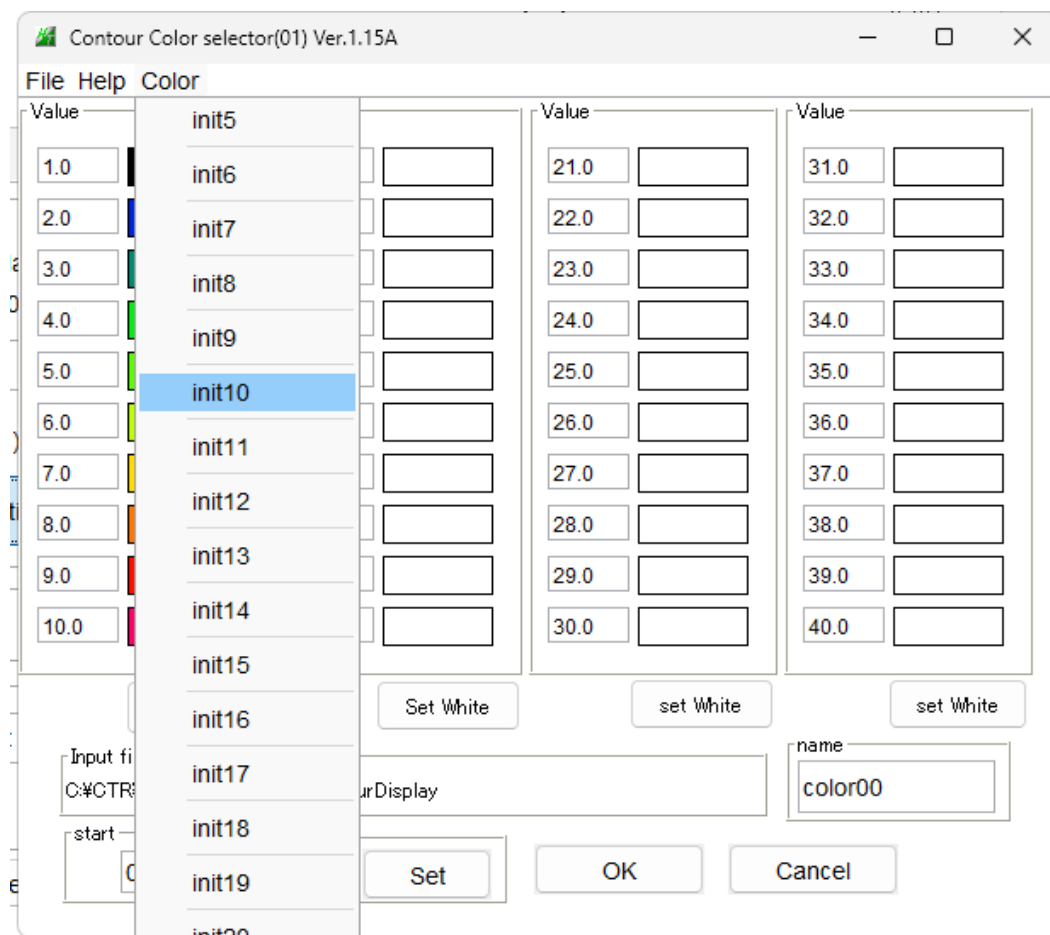 Contour Color selector(01) Ver.1.15A
File Help Color
Value Value Value
init5
1.0 21.0 31.0
init6
2.0 22.0 32.0
init7
3.0 23.0 33.0
init8
4.0 24.0 34.0
init9
5.0 25.0 35.0
init10
6.0 26.0 36.0
init11
7.0 27.0 37.0
init12
8.0 28.0 38.0
init13
9.0 29.0 39.0
init14
10.0 30.0 40.0
init15
Set White set White set White
init16
Input fi name
init17
C:¥CTR urDisplay color00
start init18
Set OK Cancel
init19
init20